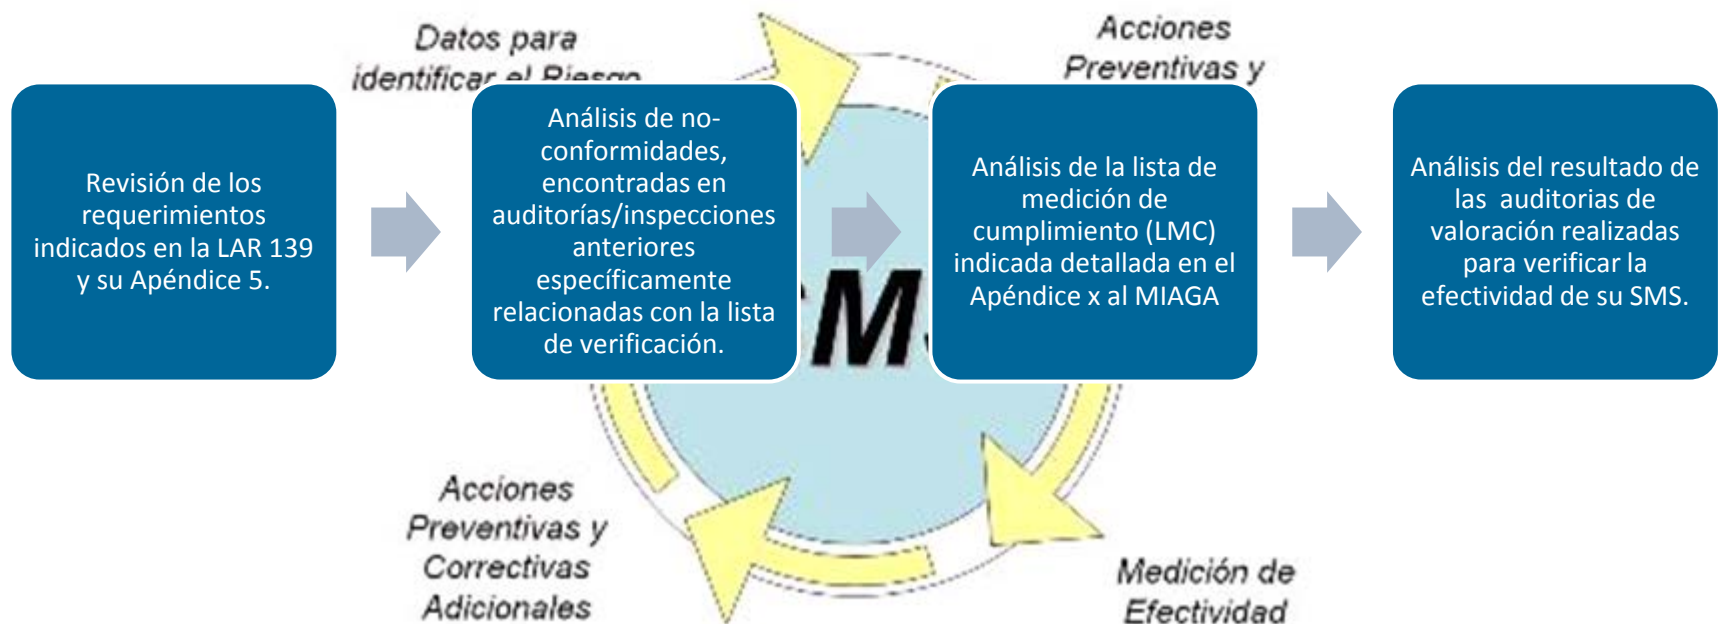 Datos para
identificar el Riesgo
Acciones
Preventivas y
Revisión de los
requerimientos
indicados en la LAR 139
y su Apéndice 5.
Análisis de no-
conformidades,
encontradas en
auditorías/inspecciones
anteriores
específicamente
relacionadas con la lista
de verificación.
Análisis de la lista de
medición de
cumplimiento (LMC)
indicada detallada en el
Apéndice x al MIAGA
Análisis del resultado de
las auditorias de
valoración realizadas
para verificar la
efectividad de su SMS.
Acciones
Preventivas y
Correctivas
Adicionales
Medición de
Efectividad